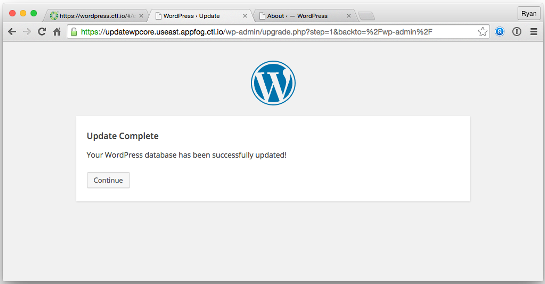 Ryan
https://wordpress.ctl.io/
WordPress › Update
About ‹ — WordPress
https://updatewpcore.useast.appfog.ctl.io/wp-admin/upgrade.php?step=1&backto=%2Fwp-admin%2F
Update Complete
Your WordPress database has been successfully updated!
Continue